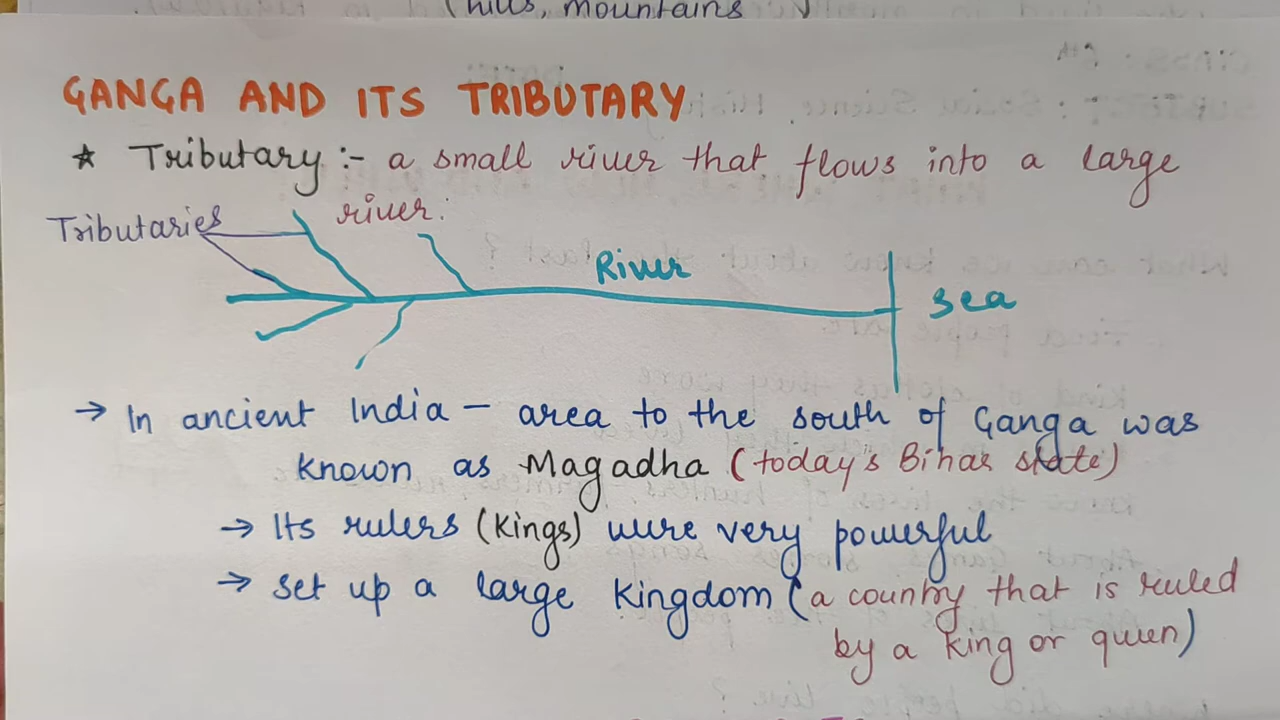 (hills, mountains )
GANGA AND ITS TRIBUTARY
★ Tributary :- a small river that flows into a large
river.
Tributaries
River
Sea
→ In ancient India – area to the south of Ganga was
known as Magadha (today's Bihar state)
→ Its rulers (Kings) were very powerful
→ set up a large Kingdom (a country that is ruled
by a king or queen)